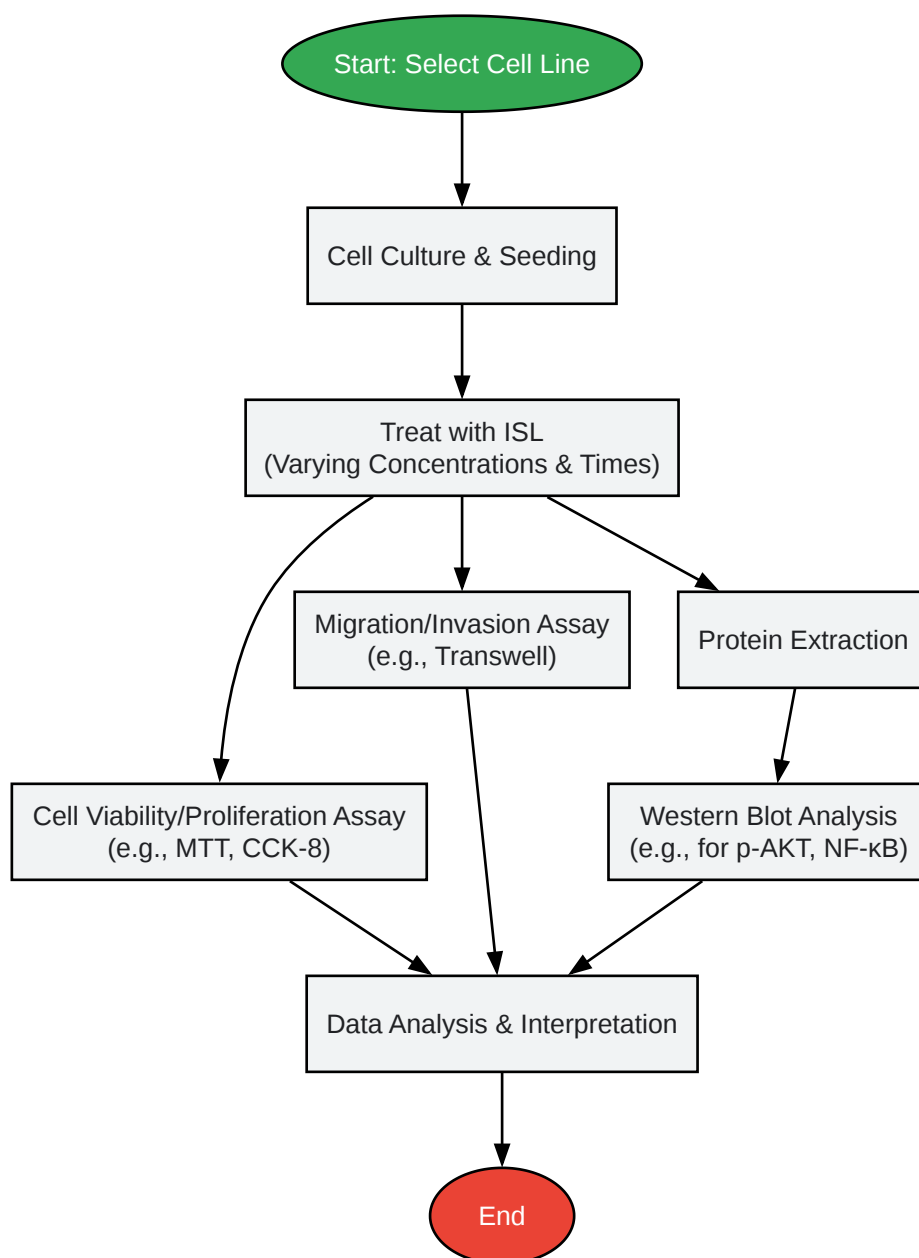 Start: Select Cell Line
Cell Culture & Seeding
Treat with ISL
(Varying Concentrations & Times)
Migration/Invasion Assay
(e.g., Transwell)
Protein Extraction
Cell Viability/Proliferation Assay
(e.g., MTT, CCK-8)
Western Blot Analysis
(e.g., for p-AKT, NF-κB)
Data Analysis & Interpretation
End